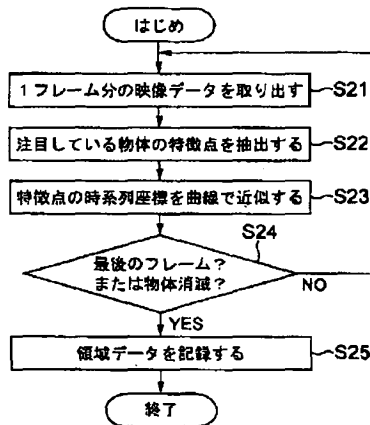 はじめ
1フレーム分の映像データを取り出す
S21
注目している物体の特徴点を抽出する
S22
特徴点の時系列座標を曲線で近似する
S23
S24
最後のフレーム?
または物体消滅?
NO
YES
領域データを記録する
S25
終了